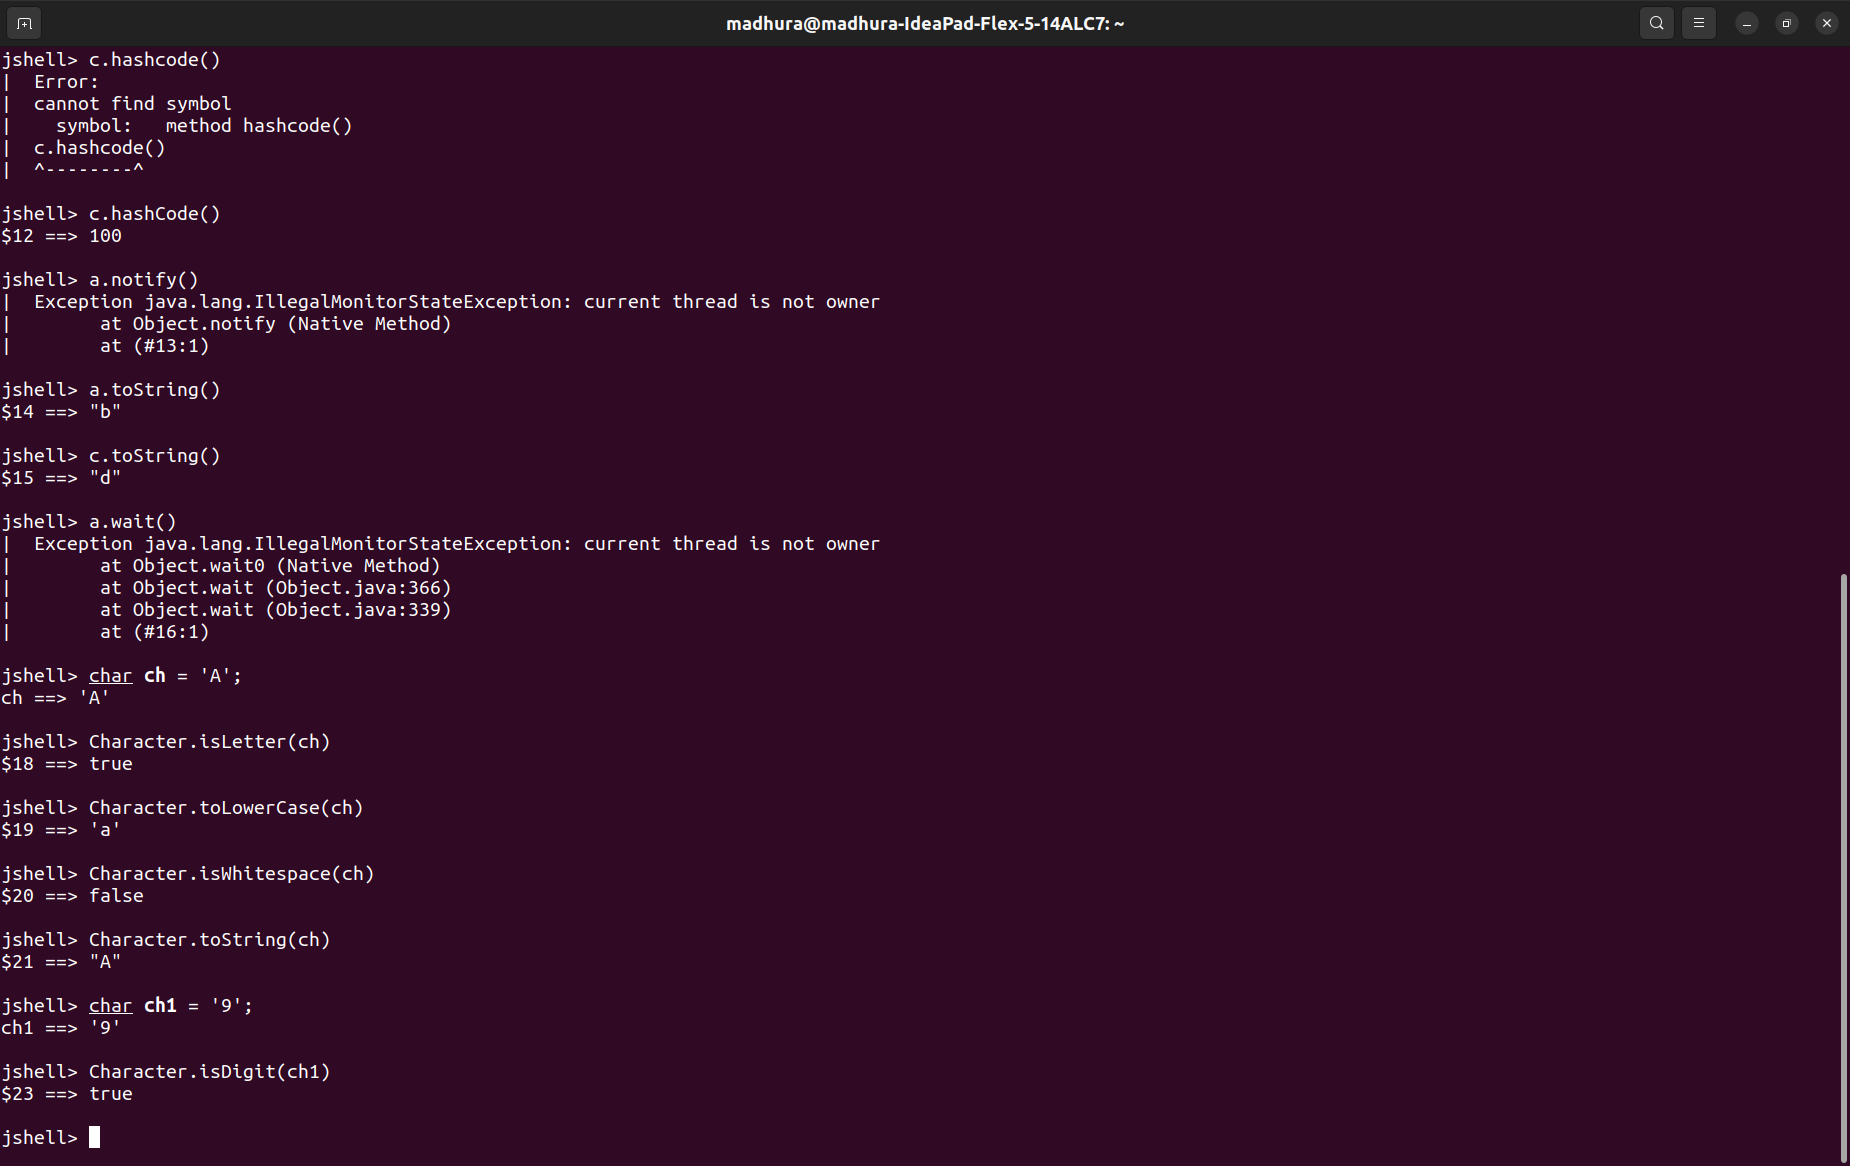 madhura@madhura-IdeaPad-Flex-5-14ALC7: ~
jshell> c.hashcode()
|  Error:
|  cannot find symbol
|    symbol:   method hashcode()
|  c.hashcode()
|  ^--------^
jshell> c.hashCode()
$12 ==> 100
jshell> a.notify()
|  Exception java.lang.IllegalMonitorStateException: current thread is not owner
|        at Object.notify (Native Method)
|        at (#13:1)
jshell> a.toString()
$14 ==> "b"
jshell> c.toString()
$15 ==> "d"
jshell> a.wait()
|  Exception java.lang.IllegalMonitorStateException: current thread is not owner
|        at Object.wait0 (Native Method)
|        at Object.wait (Object.java:366)
|        at Object.wait (Object.java:339)
|        at (#16:1)
jshell> char ch = 'A';
ch ==> 'A'
jshell> Character.isLetter(ch)
$18 ==> true
jshell> Character.toLowerCase(ch)
$19 ==> 'a'
jshell> Character.isWhitespace(ch)
$20 ==> false
jshell> Character.toString(ch)
$21 ==> "A"
jshell> char ch1 = '9';
ch1 ==> '9'
jshell> Character.isDigit(ch1)
$23 ==> true
jshell>